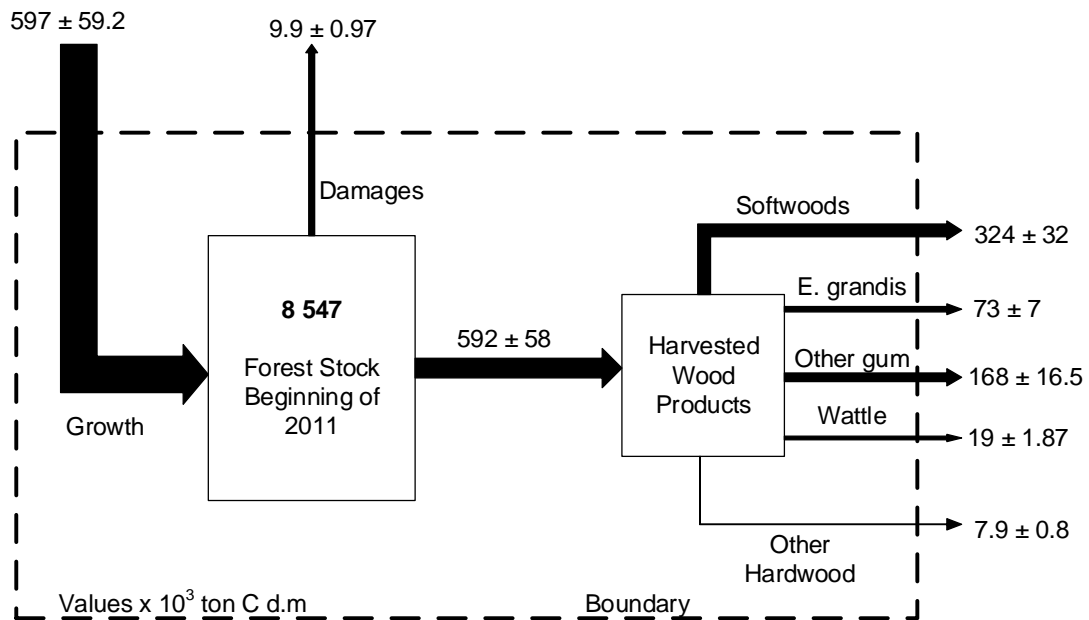 597 ± 59.2
9.9 ± 0.97
Damages
Softwoods
324 ± 32
8 547
E. grandis
73 ± 7
592 ± 58
Forest Stock
Beginning of
2011
Harvested
Wood
Products
Other gum
168 ± 16.5
Growth
Wattle
19 ± 1.87
Other
Hardwood
7.9 ± 0.8
Values x 10³ ton C d.m
Boundary